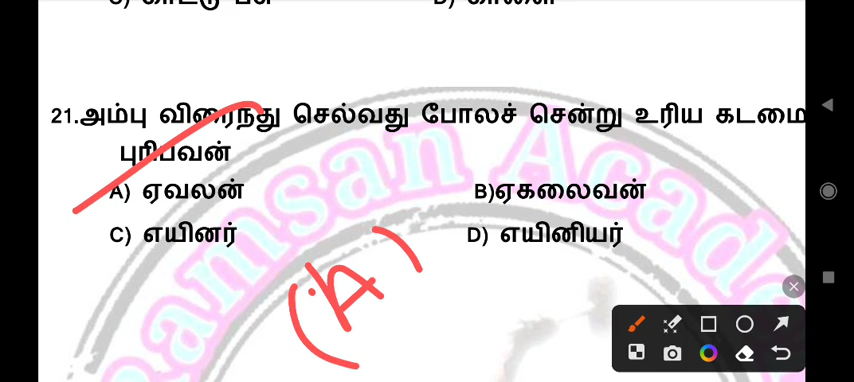 21.அம்பு விரைந்து செல்வது போலச் சென்று உரிய கடமை
புரிபவன்
A) ஏவலன் B)ஏகலைவன்
C) எயினர் D) எயினியர்
(A)